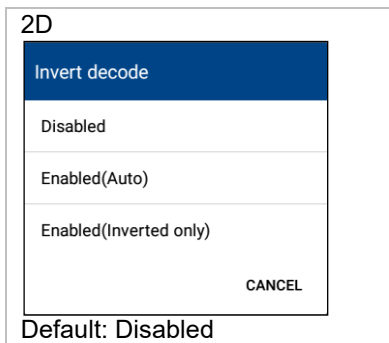 2D
Invert decode
Disabled
Enabled(Auto)
Enabled(Inverted only)
CANCEL
Default: Disabled